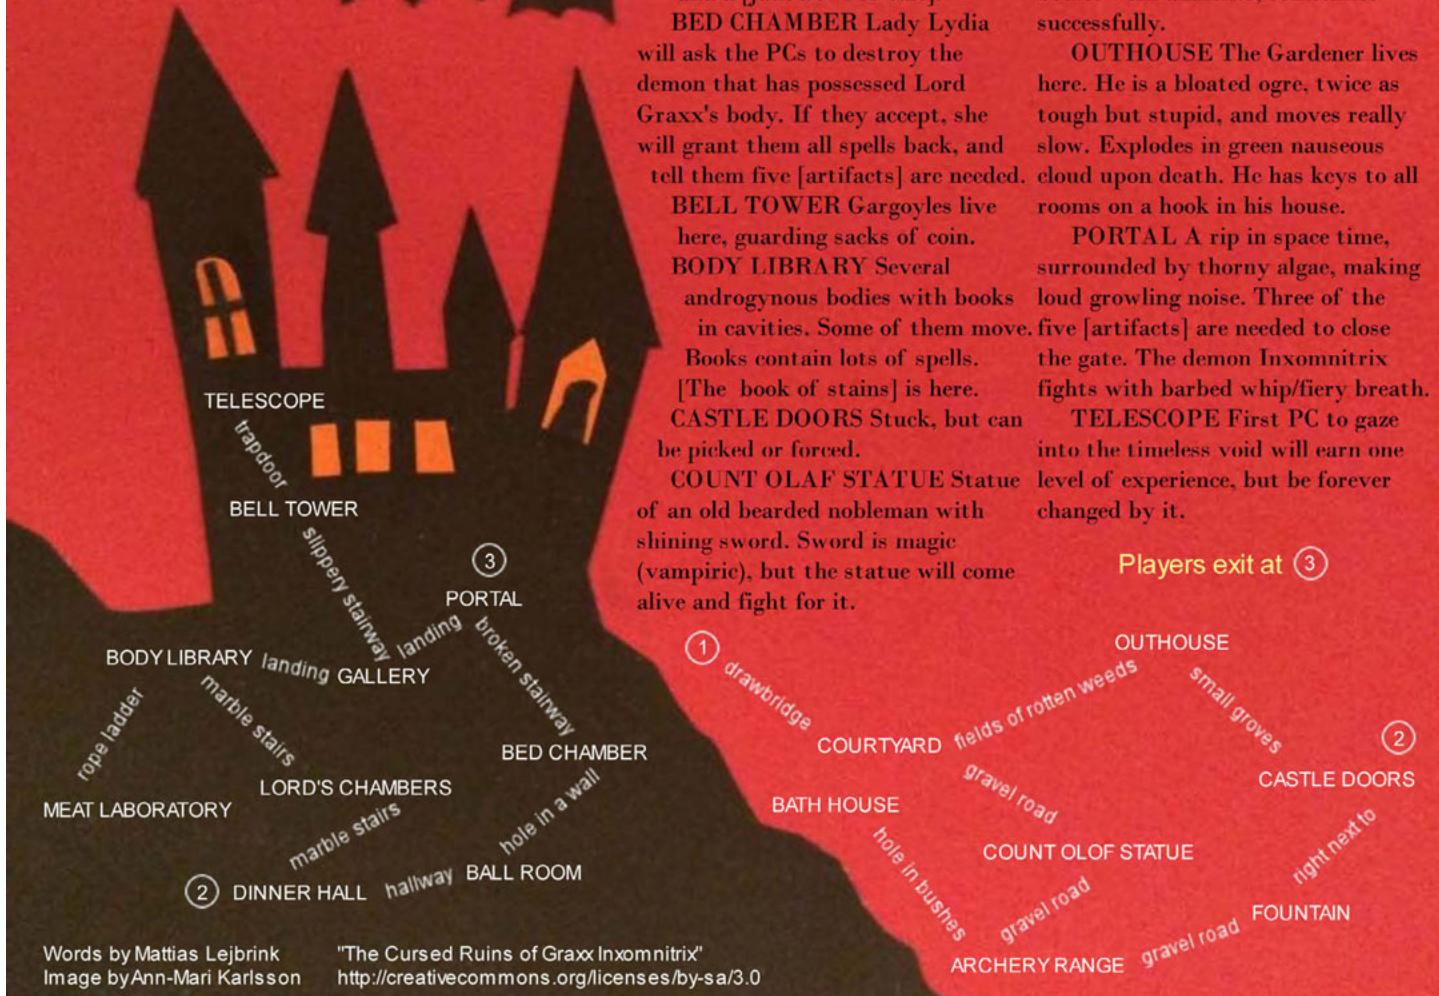 BED CHAMBER Lady Lydia
will ask the PCs to destroy the
demon that has possessed Lord
Graxx's body. If they accept, she
will grant them all spells back, and
tell them five [artifacts] are needed.
BELL TOWER Gargoyles live
here, guarding sacks of coin.
BODY LIBRARY Several
androgynous bodies with books
in cavities. Some of them move.
Books contain lots of spells.
[The book of stains] is here.
CASTLE DOORS Stuck, but can
be picked or forced.
COUNT OLAF STATUE Statue
of an old bearded nobleman with
shining sword. Sword is magic
(vampiric), but the statue will come
alive and fight for it.
successfully.
OUTHOUSE The Gardener lives
here. He is a bloated ogre, twice as
tough but stupid, and moves really
slow. Explodes in green nauseous
cloud upon death. He has keys to all
rooms on a hook in his house.
PORTAL A rip in space time,
surrounded by thorny algae, making
loud growling noise. Three of the
five [artifacts] are needed to close
the gate. The demon Inxomnitrix
fights with barbed whip/fiery breath.
TELESCOPE First PC to gaze
into the timeless void will earn one
level of experience, but be forever
changed by it.
Players exit at 3
TELESCOPE
trapdoor
BELL TOWER
slippery stairway
3
PORTAL
landing
broken stairway
BODY LIBRARY
landing
GALLERY
rope ladder
marble stairs
BED CHAMBER
LORD'S CHAMBERS
MEAT LABORATORY
marble stairs
hole in a wall
2
DINNER HALL
hallway
BALL ROOM
1
drawbridge
OUTHOUSE
fields of rotten weeds
small groves
COURTYARD
2
CASTLE DOORS
gravel road
BATH HOUSE
COUNT OLOF STATUE
right next to
hole in bushes
gravel road
FOUNTAIN
gravel road
ARCHERY RANGE
Words by Mattias Lejbrink
Image by Ann-Mari Karlsson
"The Cursed Ruins of Graxx Inxomnitrix"
http://creativecommons.org/licenses/by-sa/3.0